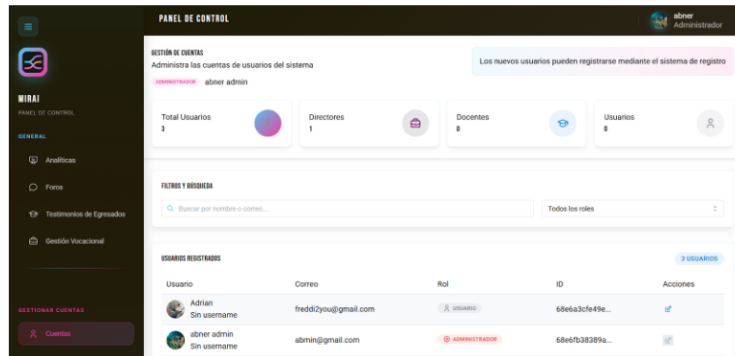 PANEL DE CONTROL
abner
Administrador
MIRAI
PANEL DE CONTROL
GENERAL
Analíticas
Foros
Testimonios de Egresados
Gestión Vocacional
GESTIONAR CUENTAS
Cuentas
GESTIÓN DE CUENTAS
Administra las cuentas de usuarios del sistema
ADMINISTRADOR abner admin
Los nuevos usuarios pueden registrarse mediante el sistema de registro
Total Usuarios
3
Directores
1
Docentes
0
Usuarios
0
FILTROS Y BÚSQUEDA
Buscar por nombre o correo...
Todos los roles
USUARIOS REGISTRADOS
3 USUARIOS
Usuario Correo Rol ID Acciones
Adrian
Sin username
freddi2you@gmail.com
USUARIO
68e6a3cfe49e...
abner admin
Sin username
abmin@gmail.com
ADMINISTRADOR
68e6fb38389a...